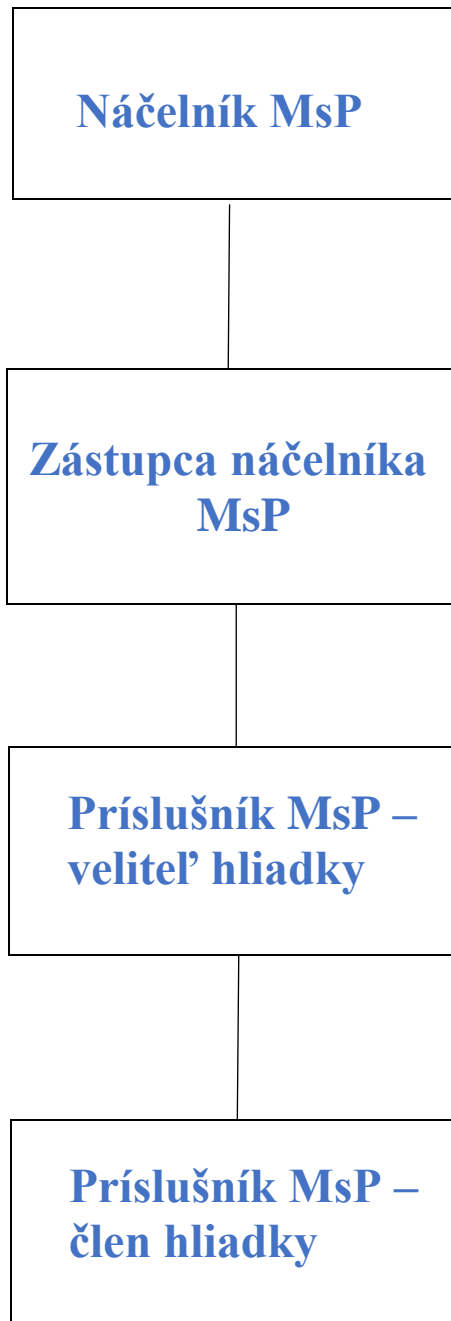 Náčelník MsP
Zástupca náčelníka
MsP
Príslušník MsP –
veliteľ hliadky
Príslušník MsP –
člen hliadky